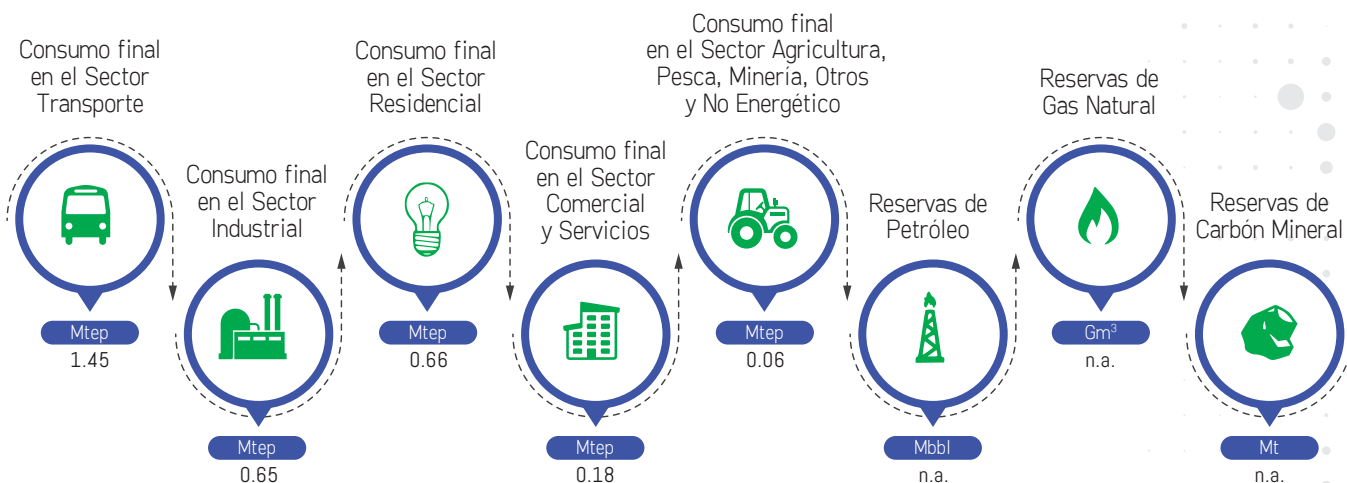 Consumo final
en el Sector
Transporte
Mtep
1.45
Consumo final
en el Sector
Industrial
Mtep
0.65
Consumo final
en el Sector
Residencial
Mtep
0.66
Consumo final
en el Sector
Comercial
y Servicios
Mtep
0.18
Consumo final
en el Sector Agricultura,
Pesca, Minería, Otros
y No Energético
Mtep
0.06
Reservas de
Petróleo
Mbbl
n.a.
Reservas de
Gas Natural
Gm³
n.a.
Reservas de
Carbón Mineral
Mt
n.a.